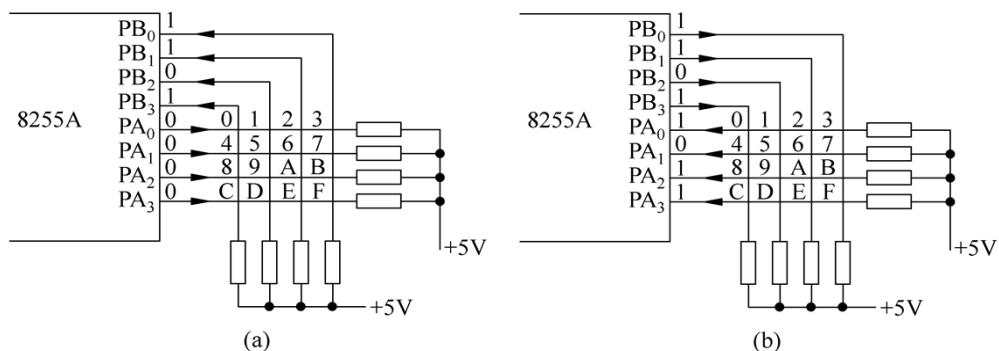 8255A
PB₀ 1
PB₁ 1
PB₂ 0
PB₃ 1
PA₀ 0
PA₁ 0
PA₂ 0
PA₃ 0
0 1 2 3
4 5 6 7
8 9 A B
C D E F
+5V
+5V
(a)
8255A
PB₀ 1
PB₁ 1
PB₂ 0
PB₃ 1
PA₀ 1
PA₁ 0
PA₂ 1
PA₃ 1
0 1 2 3
4 5 6 7
8 9 A B
C D E F
+5V
+5V
(b)